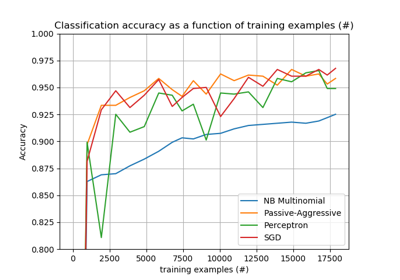 Classification accuracy as a function of training examples (#)
1.000
0.975
0.950
0.925
0.900
0.875
0.850
0.825
0.800
Accuracy
NB Multinomial
Passive-Aggressive
Perceptron
SGD
0 2500 5000 7500 10000 12500 15000 17500
training examples (#)